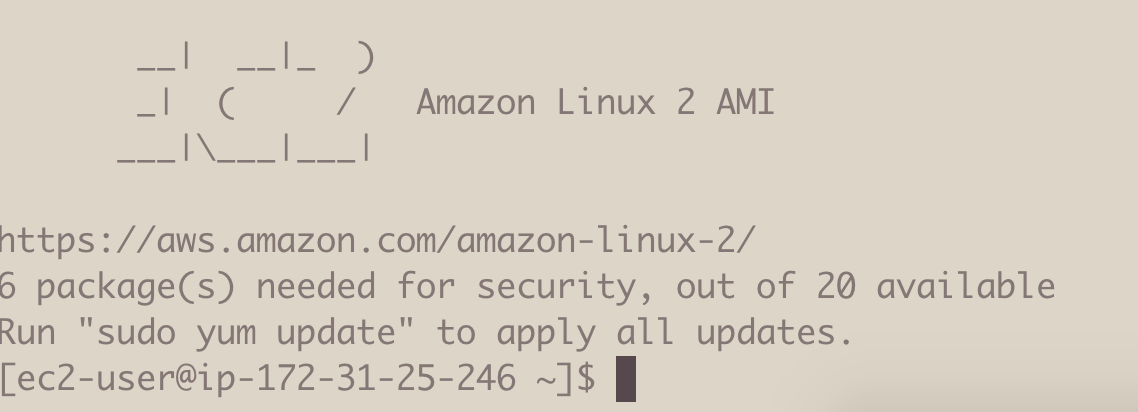 __|  __|_  )
_|  (     /   Amazon Linux 2 AMI
___|\___|___|
https://aws.amazon.com/amazon-linux-2/
6 package(s) needed for security, out of 20 available
Run "sudo yum update" to apply all updates.
[ec2-user@ip-172-31-25-246 ~]$